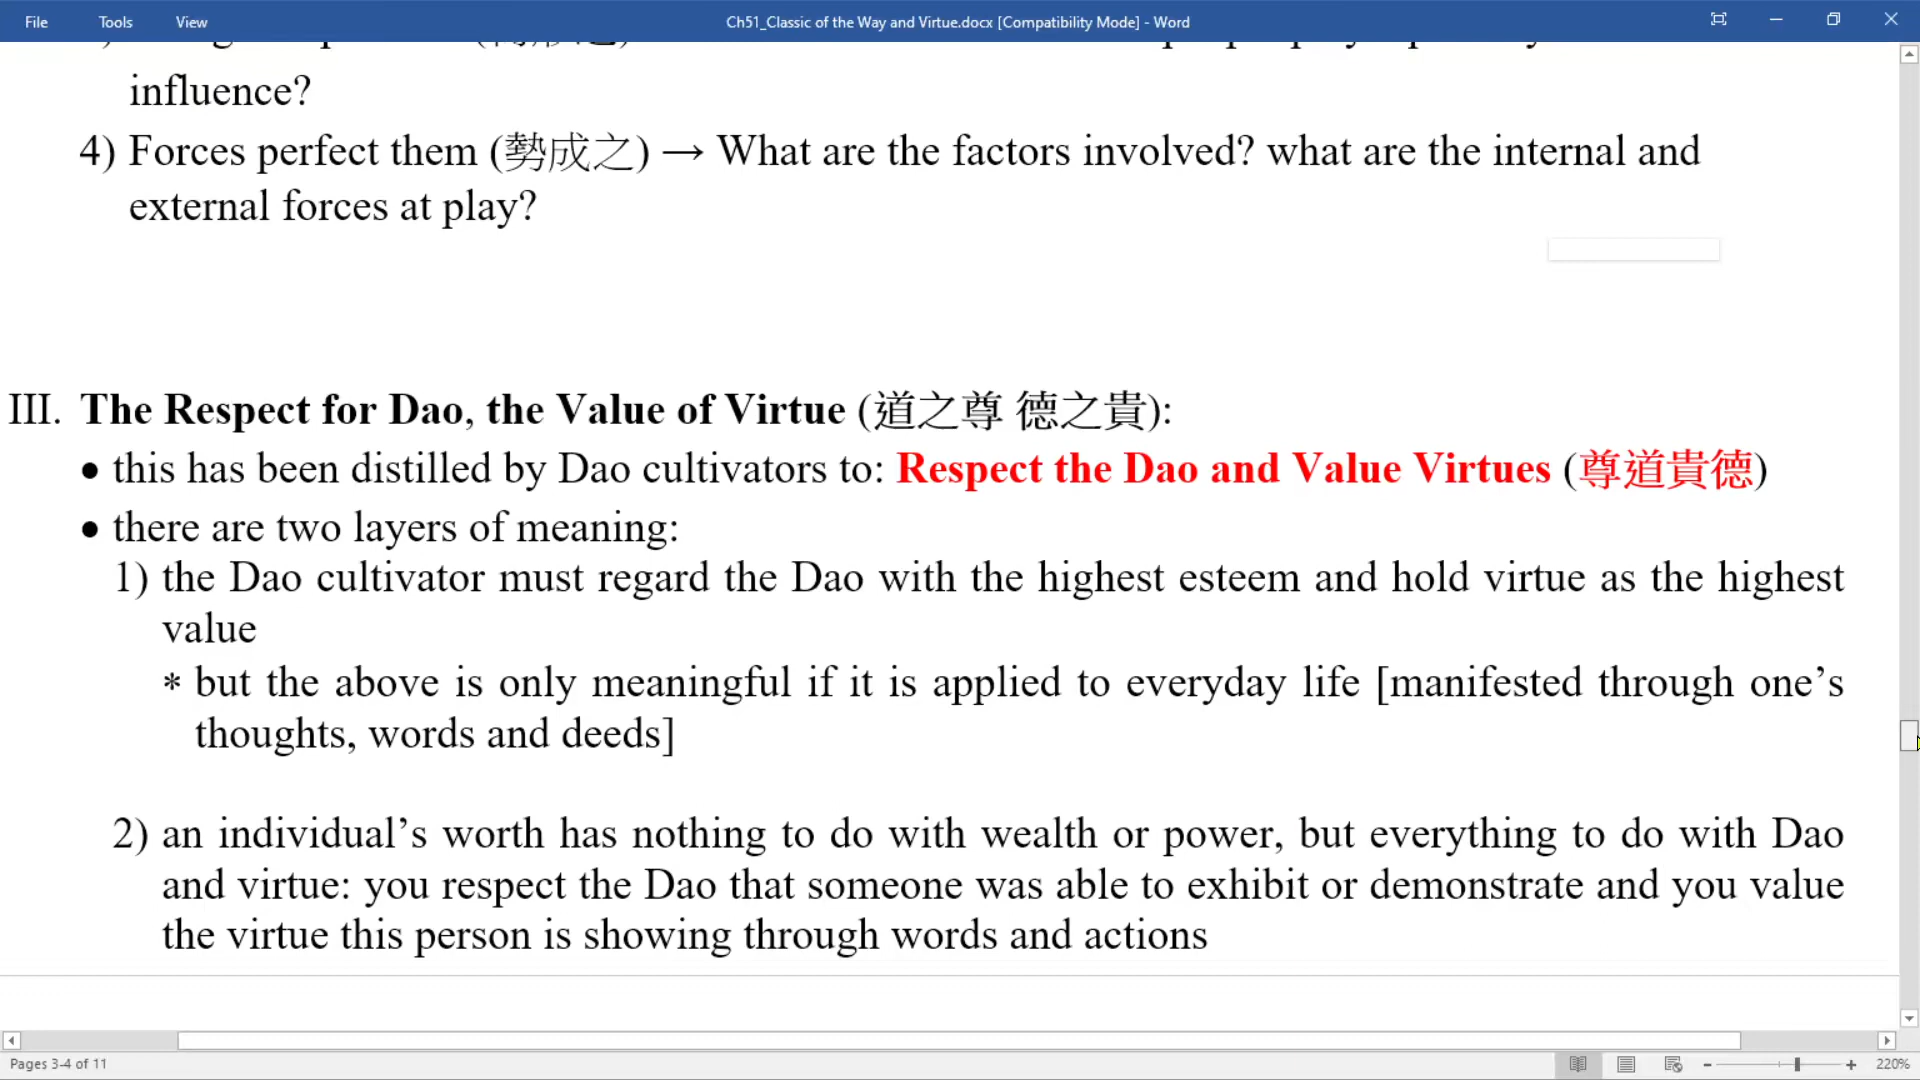 File Tools View Ch51_Classic of the Way and Virtue.docx [Compatibility Mode] - Word
influence?
4) Forces perfect them (勢成之) → What are the factors involved? what are the internal and
external forces at play?
III. The Respect for Dao, the Value of Virtue (道之尊 德之貴):
● this has been distilled by Dao cultivators to: Respect the Dao and Value Virtues (尊道貴德)
● there are two layers of meaning:
1) the Dao cultivator must regard the Dao with the highest esteem and hold virtue as the highest
value
* but the above is only meaningful if it is applied to everyday life [manifested through one’s
thoughts, words and deeds]
2) an individual’s worth has nothing to do with wealth or power, but everything to do with Dao
and virtue: you respect the Dao that someone was able to exhibit or demonstrate and you value
the virtue this person is showing through words and actions
Pages 3-4 of 11 220%